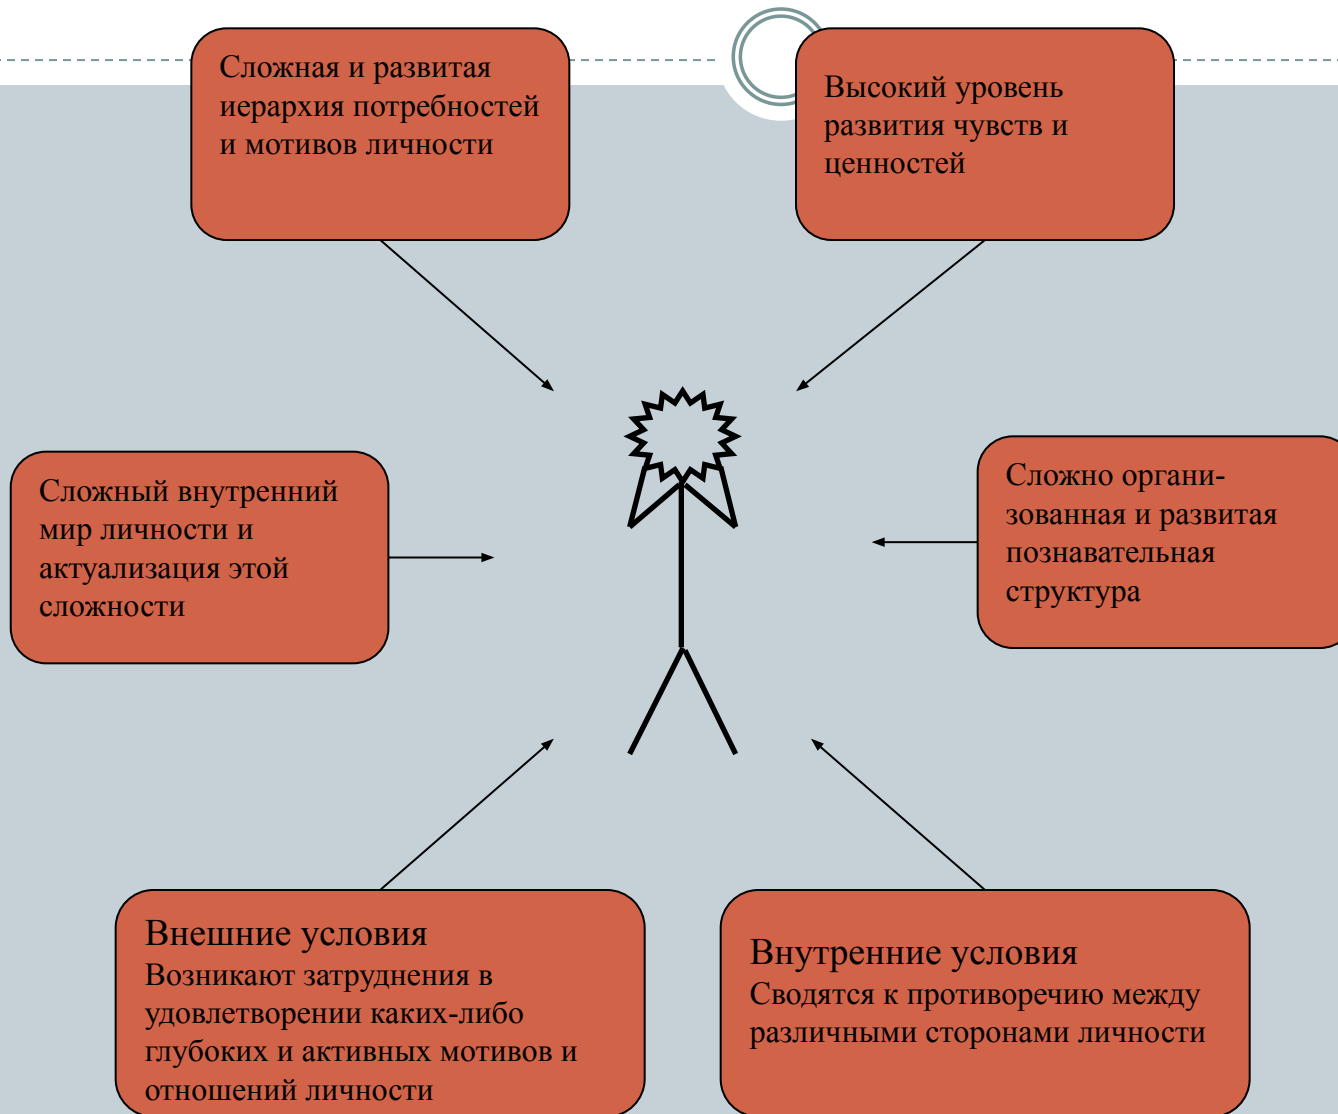 Сложная и развитая
иерархия потребностей
и мотивов личности
Высокий уровень
развития чувств и
ценностей
Сложный внутренний
мир личности и
актуализация этой
сложности
Сложно органи-
зованная и развитая
познавательная
структура
Внешние условия
Возникают затруднения в
удовлетворении каких-либо
глубоких и активных мотивов и
отношений личности
Внутренние условия
Сводятся к противоречию между
различными сторонами личности